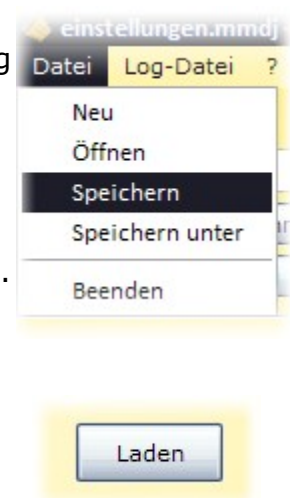 einstellungen.mmdj
g
Datei Log-Datei ?
Neu
Öffnen
Speichern
Speichern unter
.
Beenden
Laden